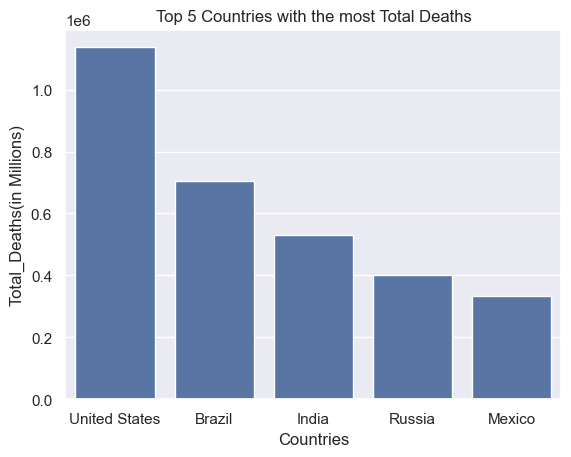 Top 5 Countries with the most Total Deaths
1e6
Total_Deaths(in Millions)
1.0
0.8
0.6
0.4
0.2
0.0
United States Brazil India Russia Mexico
Countries